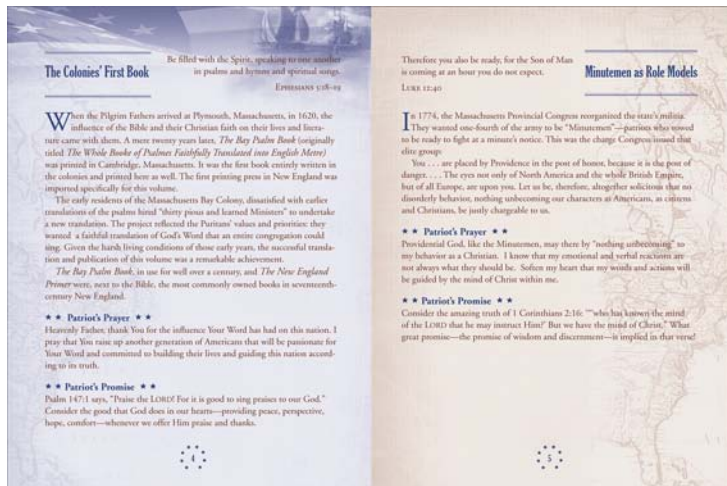 The Colonies' First Book
Be filled with the Spirit, speaking to one another
in psalms and hymns and spiritual songs.
Ephesians 5:18–19
When the Pilgrim Fathers arrived at Plymouth, Massachusetts, in 1620, the
influence of the Bible and their Christian faith on their lives and litera-
ture came with them. A mere twenty years later, The Bay Psalm Book (originally
titled The Whole Booke of Psalmes Faithfully Translated into English Metre)
was printed in Cambridge, Massachusetts. It was the first book entirely written in
the colonies and printed here as well. The first printing press in New England was
imported specifically for this volume.
The early residents of the Massachusetts Bay Colony, dissatisfied with earlier
translations of the psalms hired "thirty pious and learned Ministers" to undertake
a new translation. The project reflected the Puritans' values and priorities: they
wanted a faithful translation of God's Word that an entire congregation could
sing. Given the harsh living conditions of those early years, the successful transla-
tion and publication of this volume was a remarkable achievement.
The Bay Psalm Book, in use for well over a century, and The New England
Primer were, next to the Bible, the most commonly owned books in seventeenth-
century New England.
★ ★ Patriot's Prayer ★ ★
Heavenly Father, thank You for the influence Your Word has had on this nation. I
pray that You raise up another generation of Americans that will be passionate for
Your Word and committed to building their lives and guiding this nation accord-
ing to its truth.
★ ★ Patriot's Promise ★ ★
Psalm 147:1 says, "Praise the LORD! For it is good to sing praises to our God."
Consider the good that God does in our hearts—providing peace, perspective,
hope, comfort—whenever we offer Him praise and thanks.
4
Therefore you also be ready, for the Son of Man
is coming at an hour you do not expect.
Luke 12:40
Minutemen as Role Models
In 1774, the Massachusetts Provincial Congress reorganized the state's militia.
They wanted one-fourth of the army to be "Minutemen"—patriots who vowed
to be ready to fight at a minute's notice. This was the charge Congress issued that
elite group:
You . . . are placed by Providence in the post of honor, because it is the post of
danger. . . . The eyes not only of North America and the whole British Empire,
but of all Europe, are upon you. Let us be, therefore, altogether solicitous that no
disorderly behavior, nothing unbecoming our characters as Americans, as citizens
and Christians, be justly chargeable to us.
★ ★ Patriot's Prayer ★ ★
Providential God, like the Minutemen, may there by "nothing unbecoming" to
my behavior as a Christian. I know that my emotional and verbal reactions are
not always what they should be. Soften my heart that my words and actions will
be guided by the mind of Christ within me.
★ ★ Patriot's Promise ★ ★
Consider the amazing truth of 1 Corinthians 2:16: "'who has known the mind
of the LORD that he may instruct Him?' But we have the mind of Christ." What
great promise—the promise of wisdom and discernment—is implied in that verse!
5